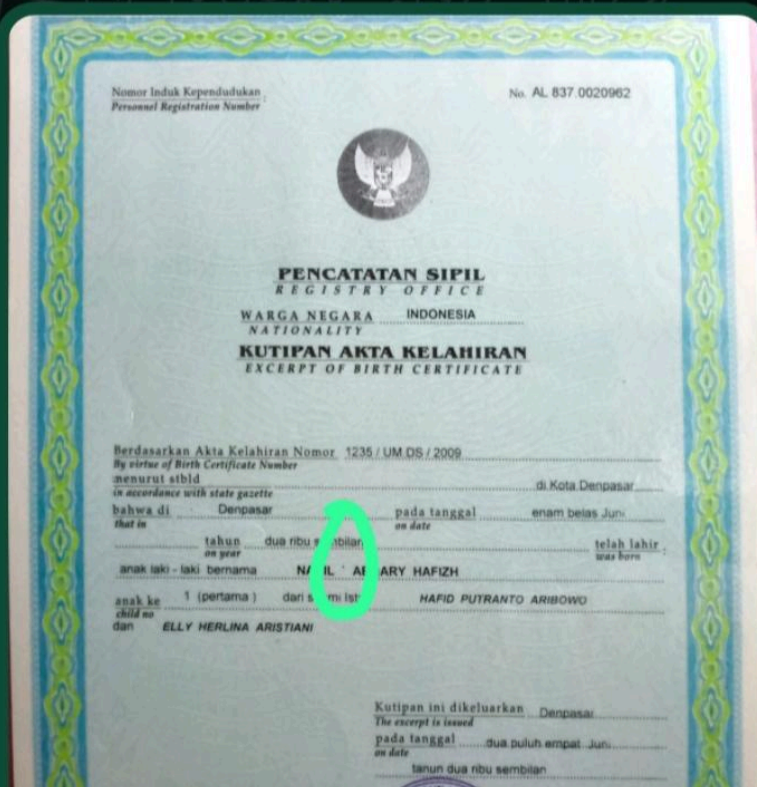 Nomor Induk Kependudukan : No. AL 837.0020962
Personnel Registration Number
PENCATATAN SIPIL
REGISTRY OFFICE
WARGA NEGARA INDONESIA
NATIONALITY
KUTIPAN AKTA KELAHIRAN
EXCERPT OF BIRTH CERTIFICATE
Berdasarkan Akta Kelahiran Nomor 1235 / UM DS / 2009
By virtue of Birth Certificate Number
menurut stbld di Kota Denpasar
in accordance with state gazette
bahwa di Denpasar pada tanggal enam belas Juni
that in on date
tahun dua ribu telah lahir :
on year was born
anak laki - laki bernama HAFIZH
anak ke 1 (pertama ) dari HAFID PUTRANTO ARIBOWO
child no
dan ELLY HERLINA ARISTIANI
Kutipan ini dikeluarkan Denpasar
The excerpt is issued
pada tanggal dua puluh empat Juni
on date
tahun dua ribu sembilan